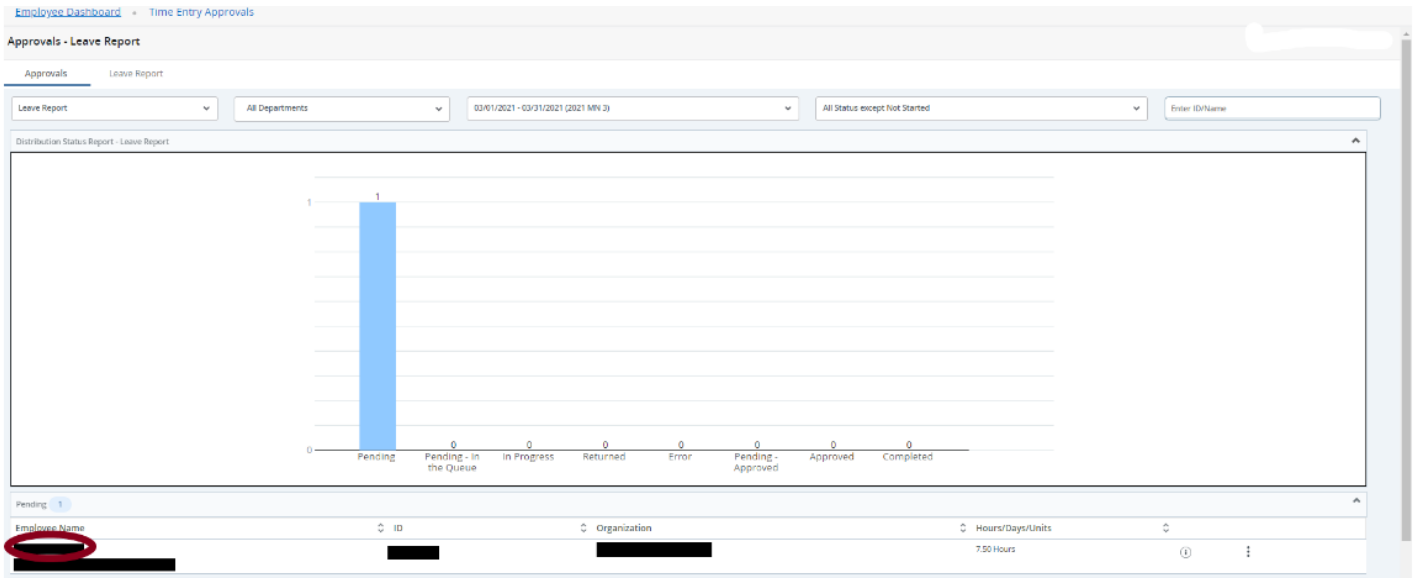 Employee Dashboard • Time Entry Approvals
Approvals - Leave Report
Approvals Leave Report
Leave Report All Departments 03/01/2021 - 03/31/2021 (2021 MN 3) All Status except Not Started Enter ID/Name
Distribution Status Report - Leave Report
1
1
0 0 0 0 0 0 0
0
Pending Pending - In the Queue In Progress Returned Error Pending - Approved Approved Completed
Pending 1
Employee Name ID Organization Hours/Days/Units
7.50 Hours